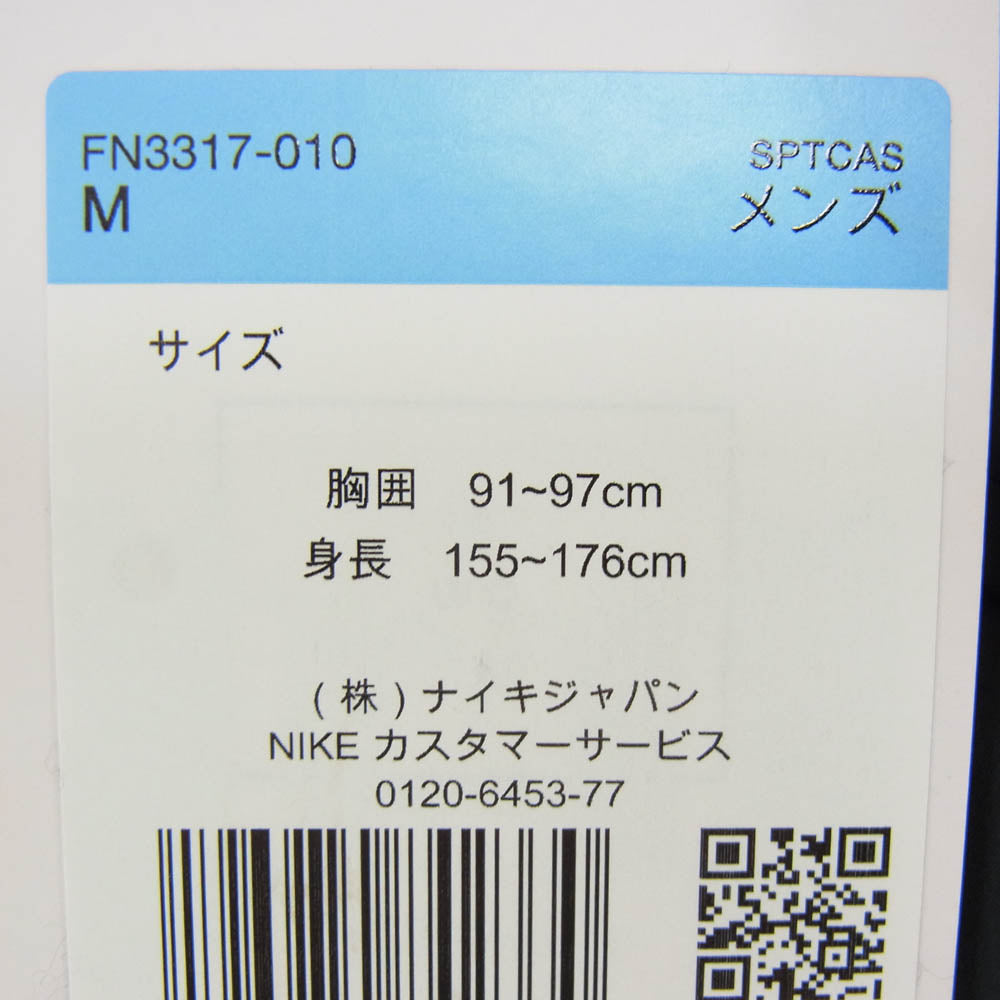 FN3317-010 SPTCAS
M メンズ
サイズ
胸囲 91~97cm
身長 155~176cm
(株)ナイキジャパン
NIKE カスタマーサービス
0120-6453-77